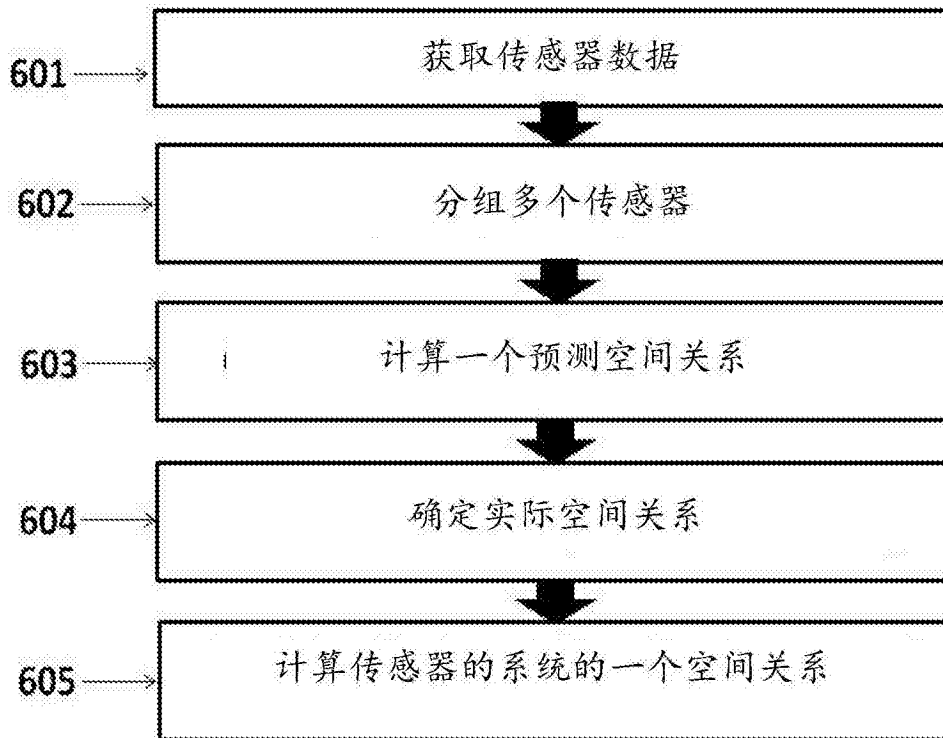 601 获取传感器数据
602 分组多个传感器
603 计算一个预测空间关系
604 确定实际空间关系
605 计算传感器的系统的一个空间关系